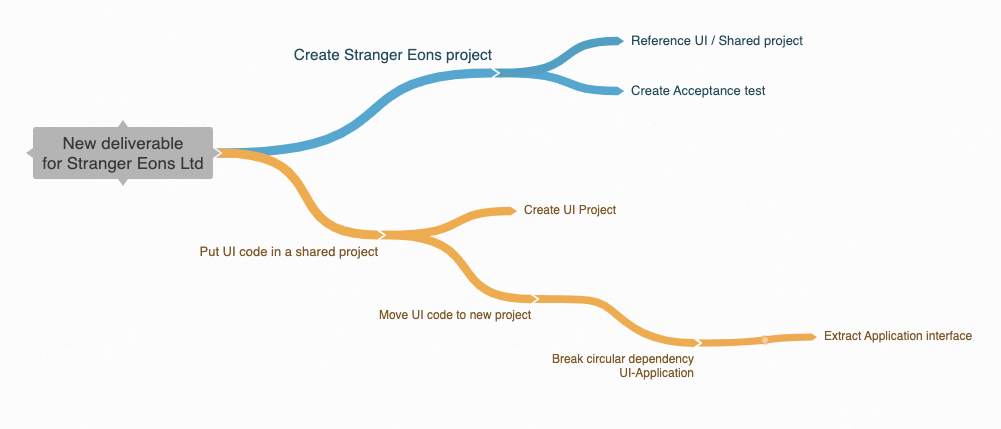 Create Stranger Eons project
Reference UI / Shared project
Create Acceptance test
New deliverable
for Stranger Eons Ltd
Create UI Project
Put UI code in a shared project
Move UI code to new project
Extract Application interface
Break circular dependency
UI-Application